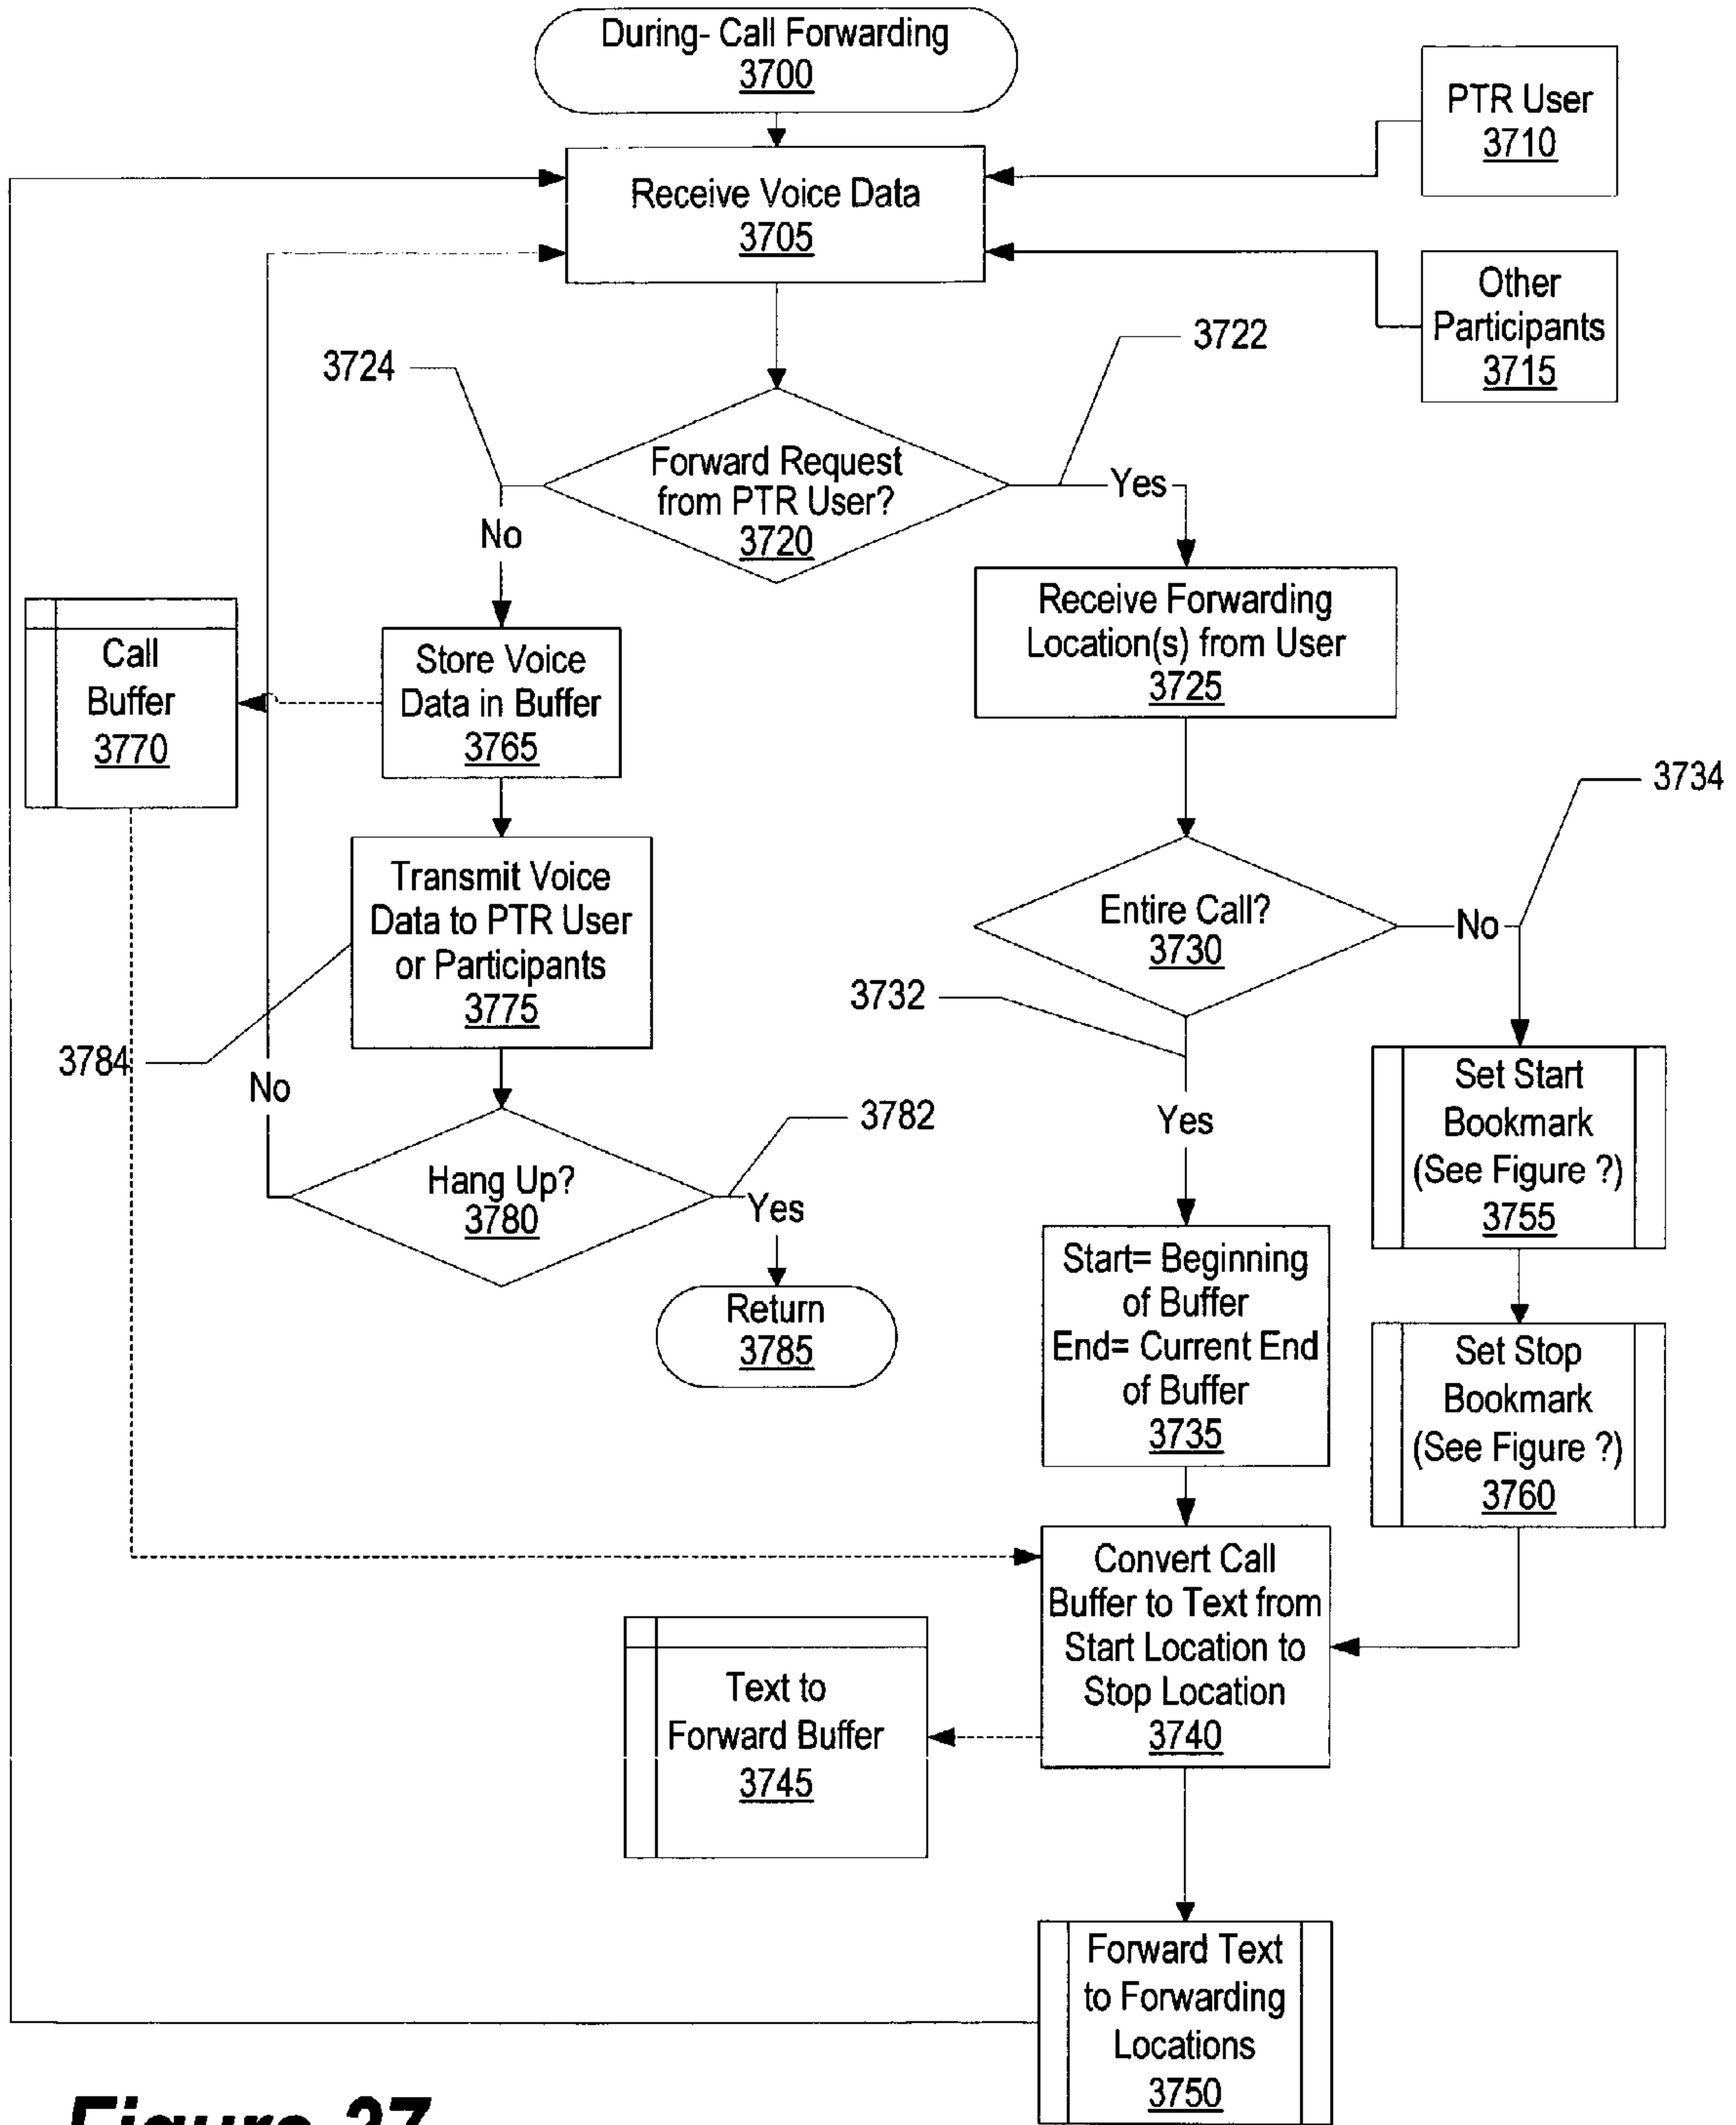 During- Call Forwarding
3700
PTR User
3710
Receive Voice Data
3705
Other
Participants
3715
3724
3722
Forward Request
from PTR User?
3720
Yes
No
Receive Forwarding
Location(s) from User
3725
Call
Buffer
3770
Store Voice
Data in Buffer
3765
3734
Transmit Voice
Data to PTR User
or Participants
3775
Entire Call?
3730
No
3732
3784
No
Yes
Set Start
Bookmark
(See Figure ?)
3755
3782
Hang Up?
3780
Yes
Return
3785
Start= Beginning
of Buffer
End= Current End
of Buffer
3735
Set Stop
Bookmark
(See Figure ?)
3760
Convert Call
Buffer to Text from
Start Location to
Stop Location
3740
Text to
Forward Buffer
3745
Forward Text
to Forwarding
Locations
3750
Figure 37